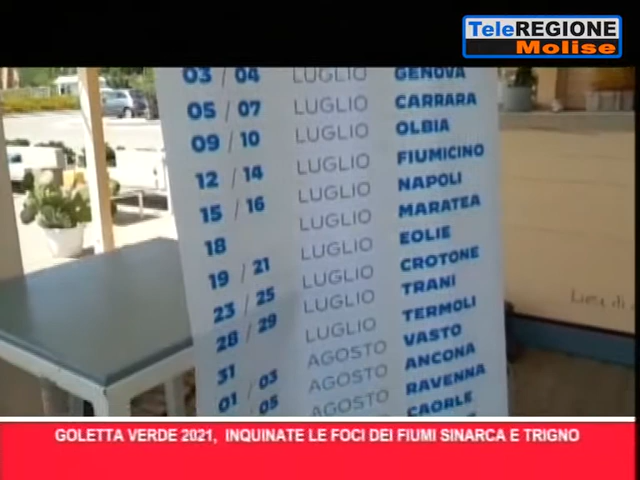 TeleREGIONE
Molise
03 / 04 LUGLIO GENOVA
05 / 07 LUGLIO CARRARA
09 / 10 LUGLIO OLBIA
12 / 14 LUGLIO FIUMICINO
15 / 16 LUGLIO NAPOLI
18 LUGLIO MARATEA
19 / 21 LUGLIO EOLIE
23 / 25 LUGLIO CROTONE
28 / 29 LUGLIO TRANI
31 LUGLIO TERMOLI
01 / 03 AGOSTO VASTO
/ 05 AGOSTO ANCONA
AGOSTO RAVENNA
CAORLE
GOLETTA VERDE 2021, INQUINATE LE FOCI DEI FIUMI SINARCA E TRIGNO